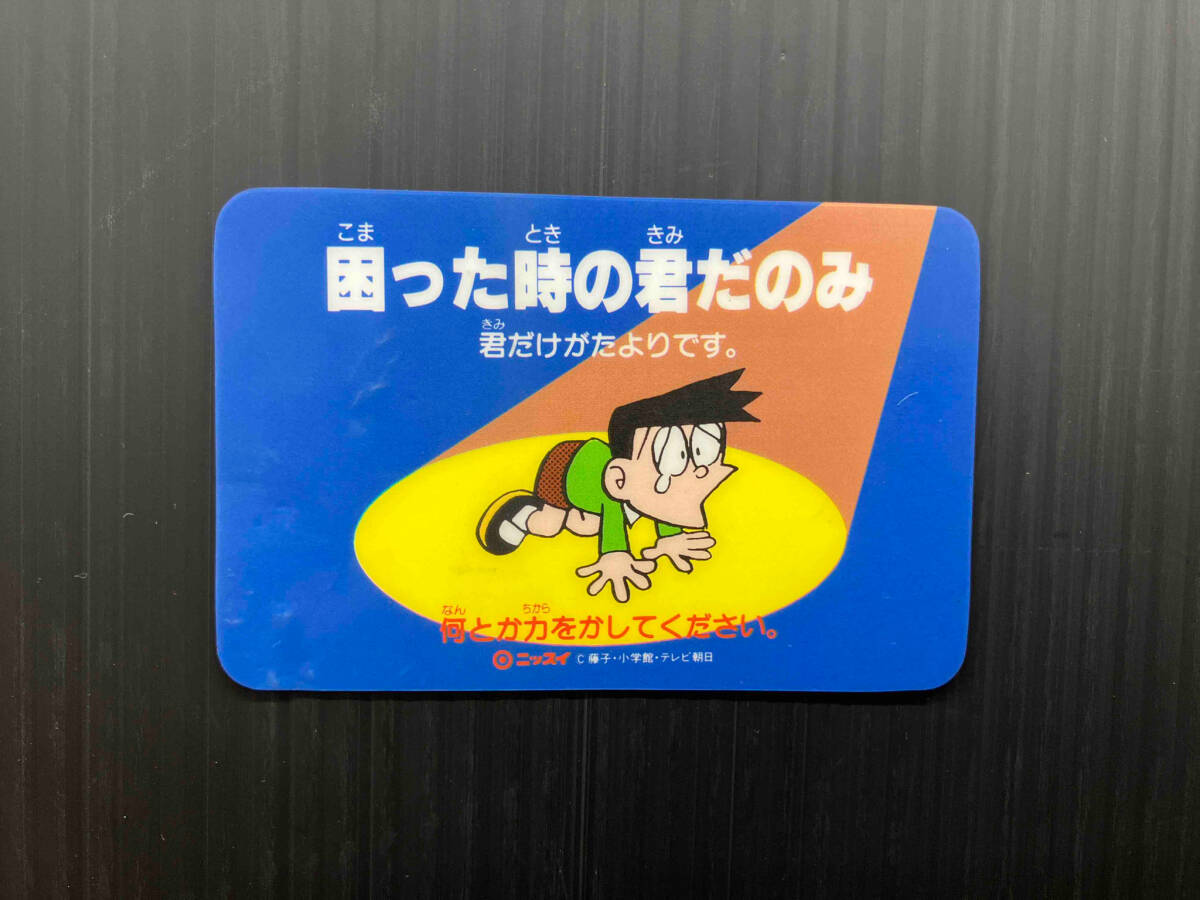 こま とき きみ
困った時の君だのみ
きみ
君だけがたよりです。
なん ちから
何とか力をかしてください。
ニッスイ C 藤子・小学館・テレビ朝日